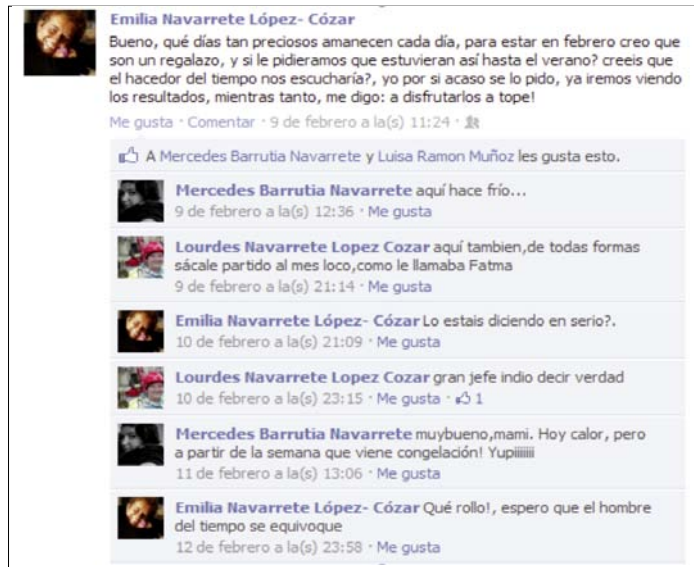 Emilia Navarrete López- Cózar
Bueno, qué días tan preciosos amanecen cada día, para estar en febrero creo que
son un regalazo, y si le pidieramos que estuvieran así hasta el verano? creeis que
el hacedor del tiempo nos escucharía?, yo por si acaso se lo pido, ya iremos viendo
los resultados, mientras tanto, me digo: a disfrutarlos a tope!
Me gusta · Comentar · 9 de febrero a la(s) 11:24 ·
A Mercedes Barrutia Navarrete y Luisa Ramon Muñoz les gusta esto.
Mercedes Barrutia Navarrete aquí hace frío...
9 de febrero a la(s) 12:36 · Me gusta
Lourdes Navarrete Lopez Cozar aquí tambien,de todas formas
sácale partido al mes loco,como le llamaba Fatma
9 de febrero a la(s) 21:14 · Me gusta
Emilia Navarrete López- Cózar Lo estais diciendo en serio?.
10 de febrero a la(s) 21:09 · Me gusta
Lourdes Navarrete Lopez Cozar gran jefe indio decir verdad
10 de febrero a la(s) 23:15 · Me gusta · 1
Mercedes Barrutia Navarrete muybueno,mami. Hoy calor, pero
a partir de la semana que viene congelación! Yupiiiiiii
11 de febrero a la(s) 13:06 · Me gusta
Emilia Navarrete López- Cózar Qué rollo!, espero que el hombre
del tiempo se equivoque
12 de febrero a la(s) 23:58 · Me gusta